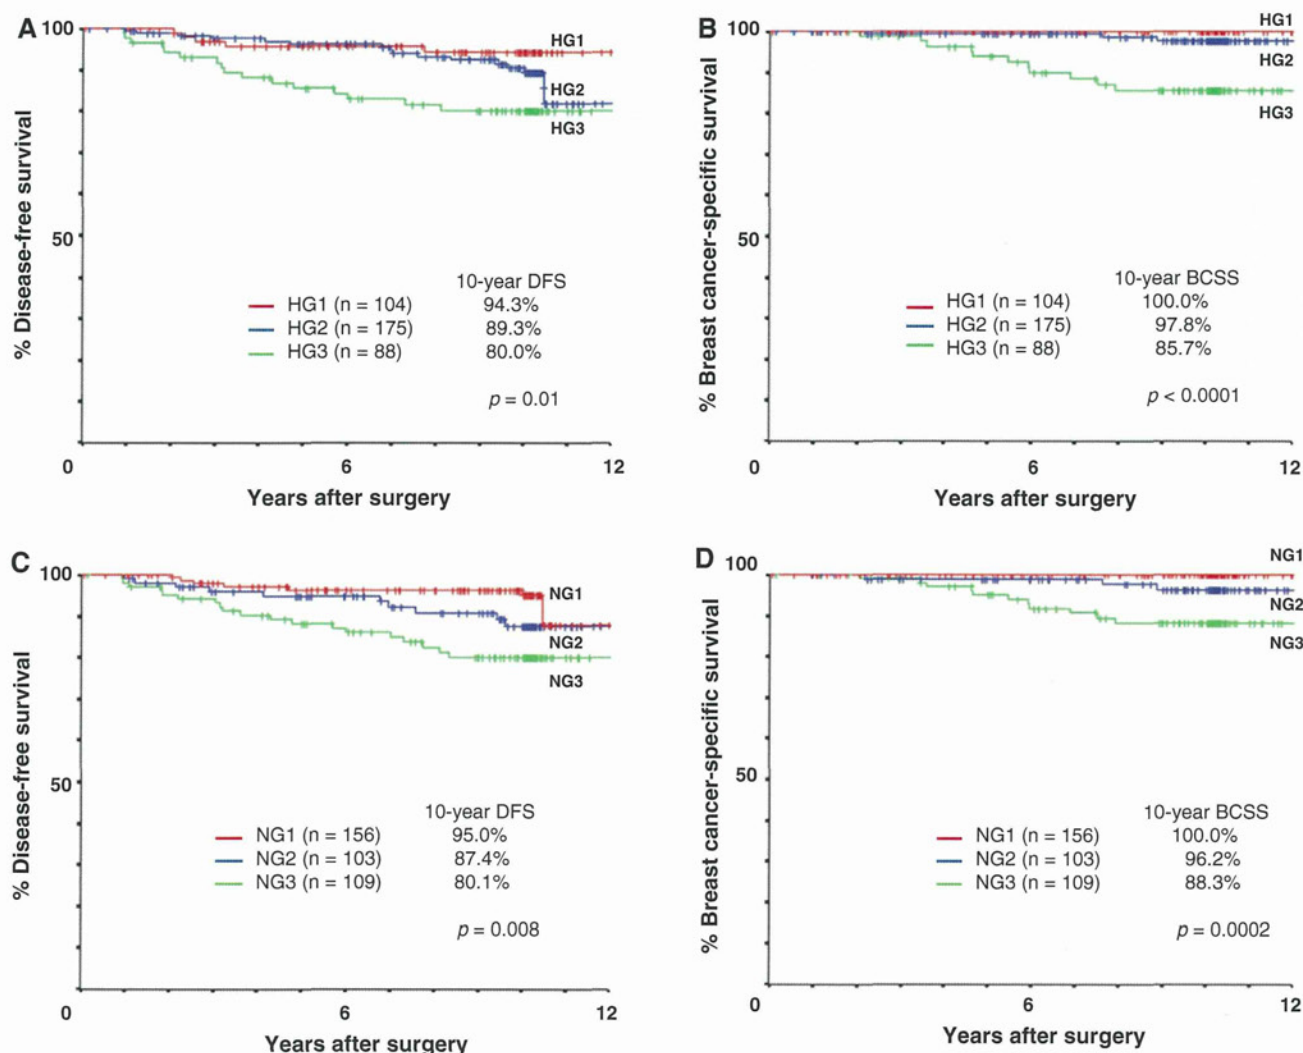 A
100
50
0
6
12
% Disease-free survival
Years after surgery
HG1
HG2
HG3
10-year DFS
HG1 (n = 104) 94.3%
HG2 (n = 175) 89.3%
HG3 (n = 88) 80.0%
p = 0.01
B
100
50
0
6
12
% Breast cancer-specific survival
Years after surgery
HG1
HG2
HG3
10-year BCSS
HG1 (n = 104) 100.0%
HG2 (n = 175) 97.8%
HG3 (n = 88) 85.7%
p < 0.0001
C
100
50
0
6
12
% Disease-free survival
Years after surgery
NG1
NG2
NG3
10-year DFS
NG1 (n = 156) 95.0%
NG2 (n = 103) 87.4%
NG3 (n = 109) 80.1%
p = 0.008
D
100
50
0
6
12
% Breast cancer-specific survival
Years after surgery
NG1
NG2
NG3
10-year BCSS
NG1 (n = 156) 100.0%
NG2 (n = 103) 96.2%
NG3 (n = 109) 88.3%
p = 0.0002